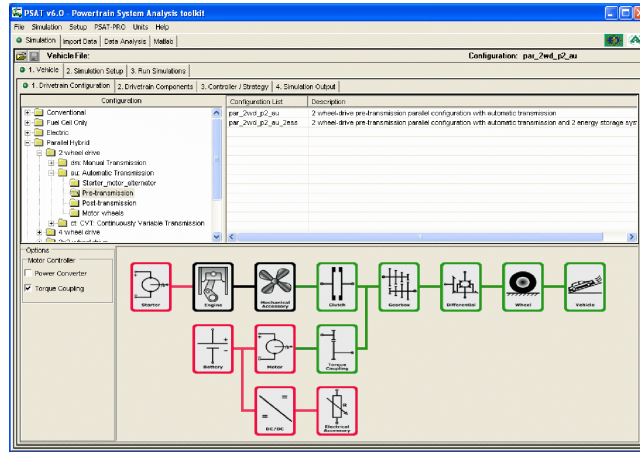 PSAT v6.0 - Powertrain System Analysis toolkit
File Simulation Setup PSAT-PRO Units Help
Simulation Import Data Data Analysis Matlab
Vehicle File: Configuration: par_2wd_p2_au
1. Vehicle 2. Simulation Setup 3. Run Simulations
1. Drivetrain Configuration 2. Drivetrain Components 3. Controller / Strategy 4. Simulation Output
Configuration
Conventional
Fuel Cell Only
Electric
Parallel Hybrid
2 wheel drive
dm: Manual Transmission
au: Automatic Transmission
Starter_motor_alternator
Pre-transmission
Post-transmission
Motor wheels
ct: CVT: Continuously Variable Transmission
4 wheel drive
Configuration List Description
par_2wd_p2_au 2 wheel-drive pre-transmission parallel configuration with automatic transmission
par_2wd_p2_au_2ess 2 wheel-drive pre-transmission parallel configuration with automatic transmission and 2 energy storage syst
Options
Motor Controller
Power Converter
Torque Coupling
Starter Engine Mechanical Accessory Clutch Gearbox Differential Wheel Vehicle
Battery Motor Torque Coupling
DC/DC Electrical Accessory